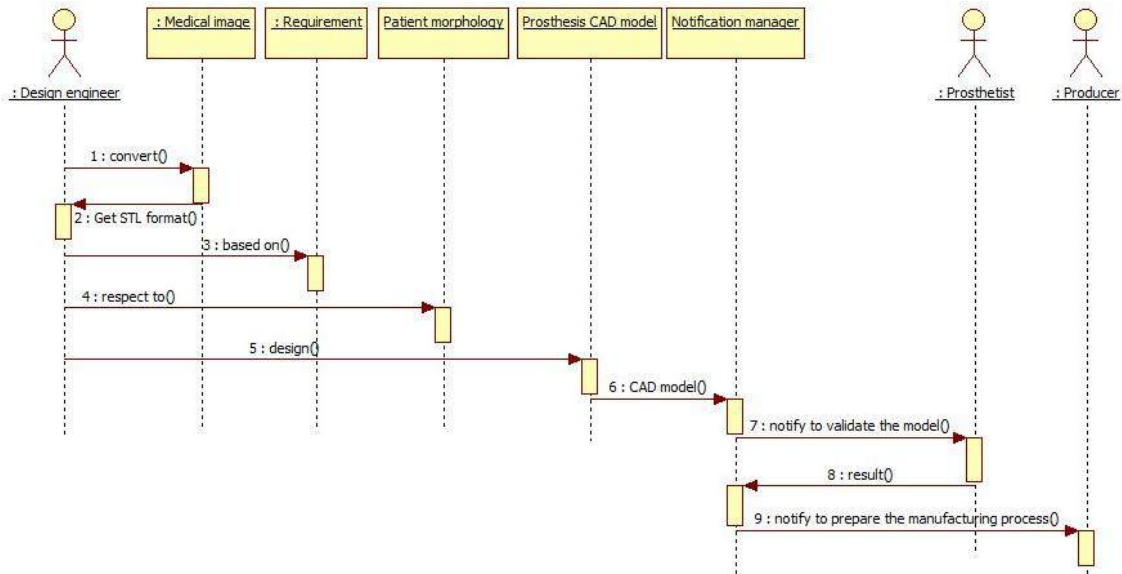 : Medical image
: Requirement
Patient morphology
Prosthesis CAD model
Notification manager
: Design engineer
: Prosthetist
: Producer
1 : convert()
2 : Get STL format()
3 : based on()
4 : respect to()
5 : design()
6 : CAD model()
7 : notify to validate the model()
8 : result()
9 : notify to prepare the manufacturing process()